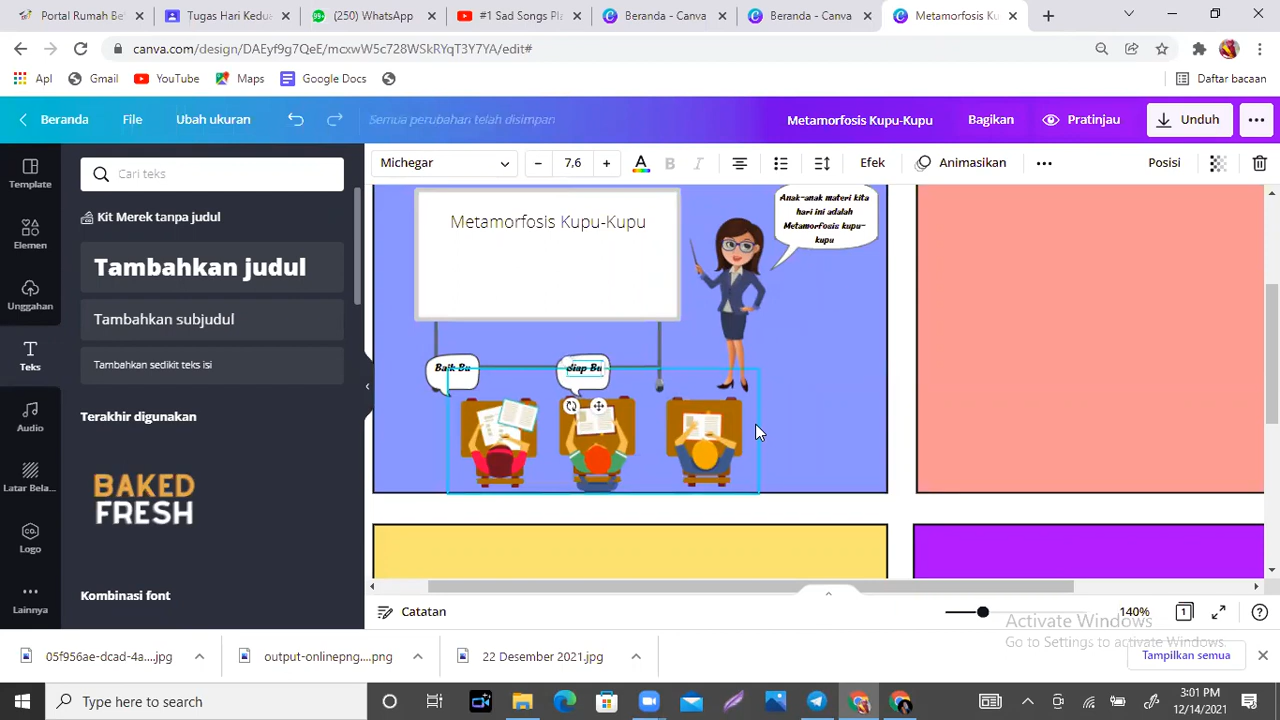 Portal Rumah Be
Tugas Hari Kedua
(250) WhatsApp
#1 Sad Songs Pla
Beranda - Canva
Beranda - Canva
Metamorfosis Ku
canva.com/design/DAEyf9g7QeE/mcxwW5c728WSkRYqT3Y7YA/edit#
Apl
Gmail
YouTube
Maps
Google Docs
Daftar bacaan
Beranda
File
Ubah ukuran
Semua perubahan telah disimpan
Metamorfosis Kupu-Kupu
Bagikan
Pratinjau
Unduh
Template
Elemen
Unggahan
Teks
Audio
Latar Bela...
Logo
Lainnya
Cari teks
Kit Merek tanpa judul
Tambahkan judul
Tambahkan subjudul
Tambahkan sedikit teks isi
Terakhir digunakan
BAKED
FRESH
Kombinasi font
Michegar
7,6
A
B
I
Efek
Animasikan
Posisi
Metamorfosis Kupu-Kupu
Anak-anak materi kita
hari ini adalah
Metamorfosis kupu-
kupu
Baik Bu
Siap Bu
Catatan
140%
1
Activate Windows
Go to Settings to activate Windows.
05f956ae-dcad-4a....jpg
output-onlinepng....png
22 Desember 2021.jpg
Tampilkan semua
Type here to search
3:01 PM
12/14/2021